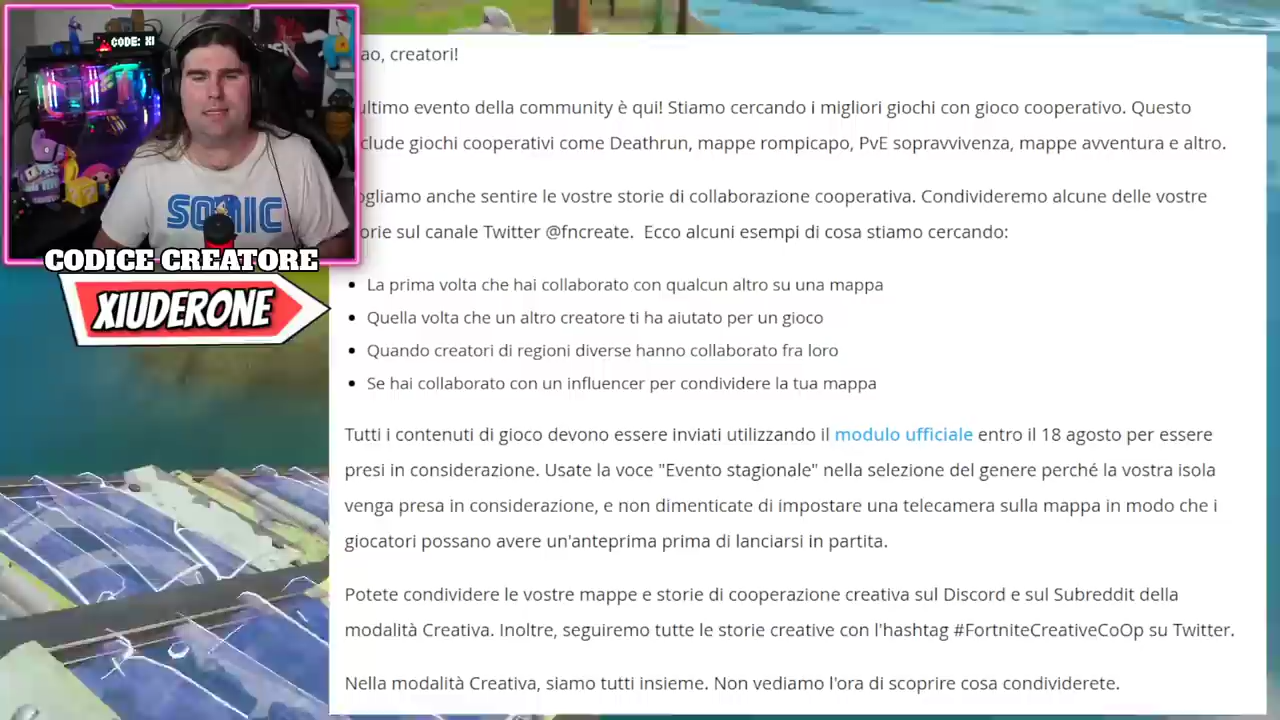 CODE: XI
SONIC
CODICE CREATORE
XIUDERONE
creatori!
ultimo evento della community è qui! Stiamo cercando i migliori giochi con gioco cooperativo. Questo
giochi cooperativi come Deathrun, mappe rompicapo, PvE sopravvivenza, mappe avventura e altro.
anche sentire le vostre storie di collaborazione cooperativa. Condivideremo alcune delle vostre
sul canale Twitter @fncreate. Ecco alcuni esempi di cosa stiamo cercando:
• La prima volta che hai collaborato con qualcun altro su una mappa
• Quella volta che un altro creatore ti ha aiutato per un gioco
• Quando creatori di regioni diverse hanno collaborato fra loro
• Se hai collaborato con un influencer per condividere la tua mappa
Tutti i contenuti di gioco devono essere inviati utilizzando il modulo ufficiale entro il 18 agosto per essere
presi in considerazione. Usate la voce "Evento stagionale" nella selezione del genere perché la vostra isola
venga presa in considerazione, e non dimenticate di impostare una telecamera sulla mappa in modo che i
giocatori possano avere un'anteprima prima di lanciarsi in partita.
Potete condividere le vostre mappe e storie di cooperazione creativa sul Discord e sul Subreddit della
modalità Creativa. Inoltre, seguiremo tutte le storie creative con l'hashtag #FortniteCreativeCoOp su Twitter.
Nella modalità Creativa, siamo tutti insieme. Non vediamo l'ora di scoprire cosa condividerete.